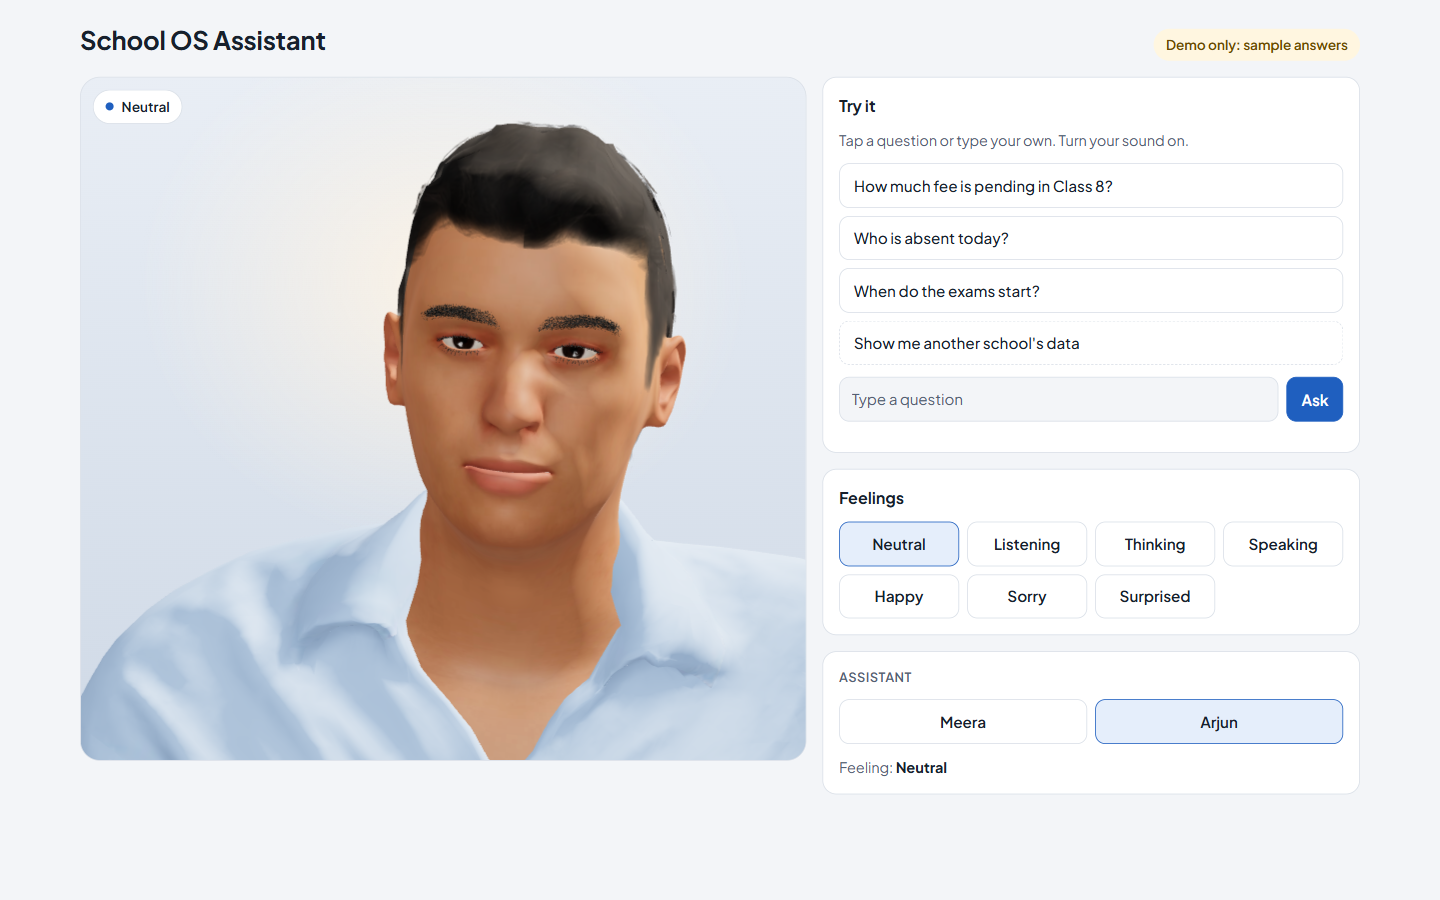 School OS Assistant
Demo only: sample answers
Neutral
Try it
Tap a question or type your own. Turn your sound on.
How much fee is pending in Class 8?
Who is absent today?
When do the exams start?
Show me another school's data
Type a question
Ask
Feelings
Neutral
Listening
Thinking
Speaking
Happy
Sorry
Surprised
ASSISTANT
Meera
Arjun
Feeling: Neutral